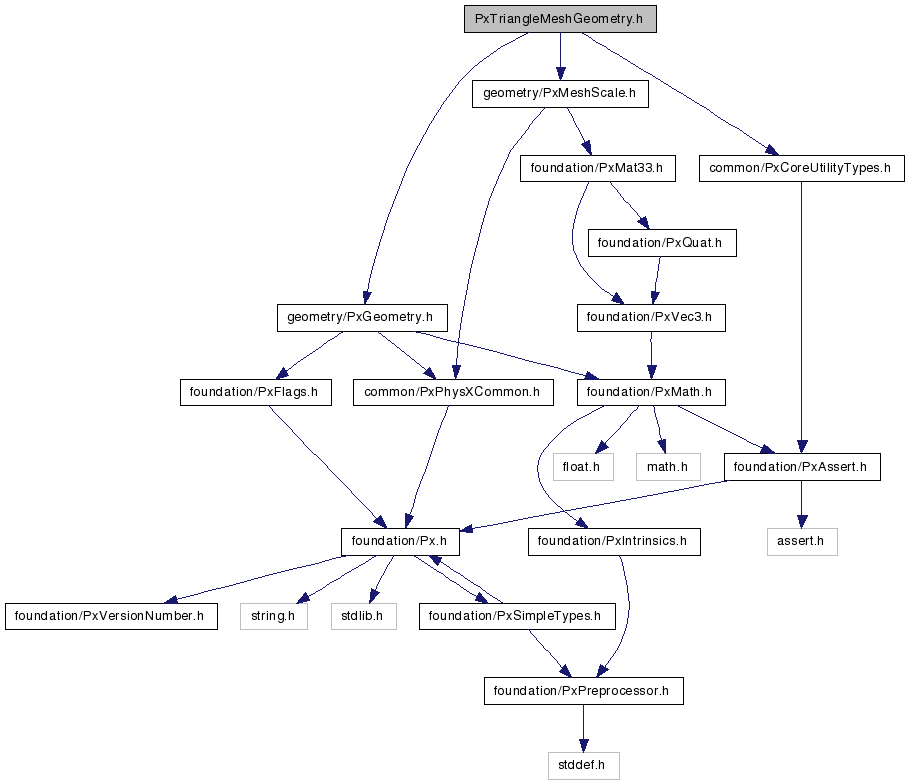 PxTriangleMeshGeometry.h
geometry/PxMeshScale.h
foundation/PxMat33.h
common/PxCoreUtilityTypes.h
foundation/PxQuat.h
geometry/PxGeometry.h
foundation/PxVec3.h
foundation/PxFlags.h
common/PxPhysXCommon.h
foundation/PxMath.h
float.h
math.h
foundation/PxAssert.h
foundation/Px.h
foundation/PxIntrinsics.h
assert.h
foundation/PxVersionNumber.h
string.h
stdlib.h
foundation/PxSimpleTypes.h
foundation/PxPreprocessor.h
stddef.h